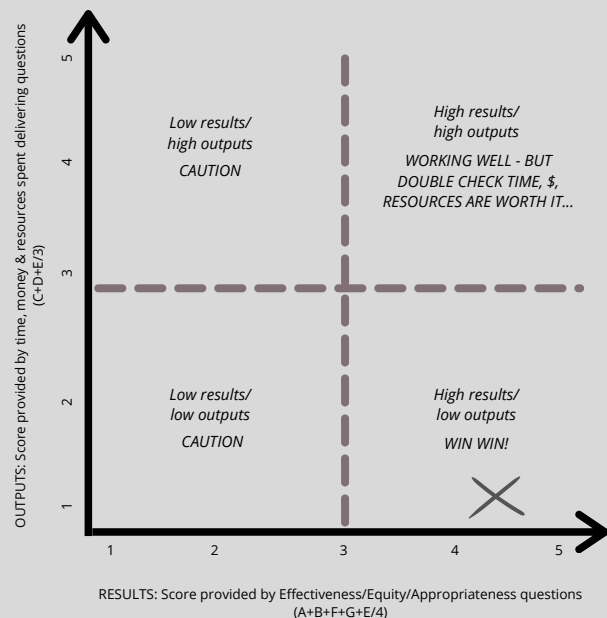 OUTPUTS: Score provided by time, money & resources spent delivering questions
(C+D+E/3)
5
4
3
2
1
Low results/
high outputs
CAUTION
High results/
high outputs
WORKING WELL - BUT
DOUBLE CHECK TIME, $,
RESOURCES ARE WORTH IT...
Low results/
low outputs
CAUTION
High results/
low outputs
WIN WIN!
1
2
3
4
5
RESULTS: Score provided by Effectiveness/Equity/Appropriateness questions
(A+B+F+G+E/4)